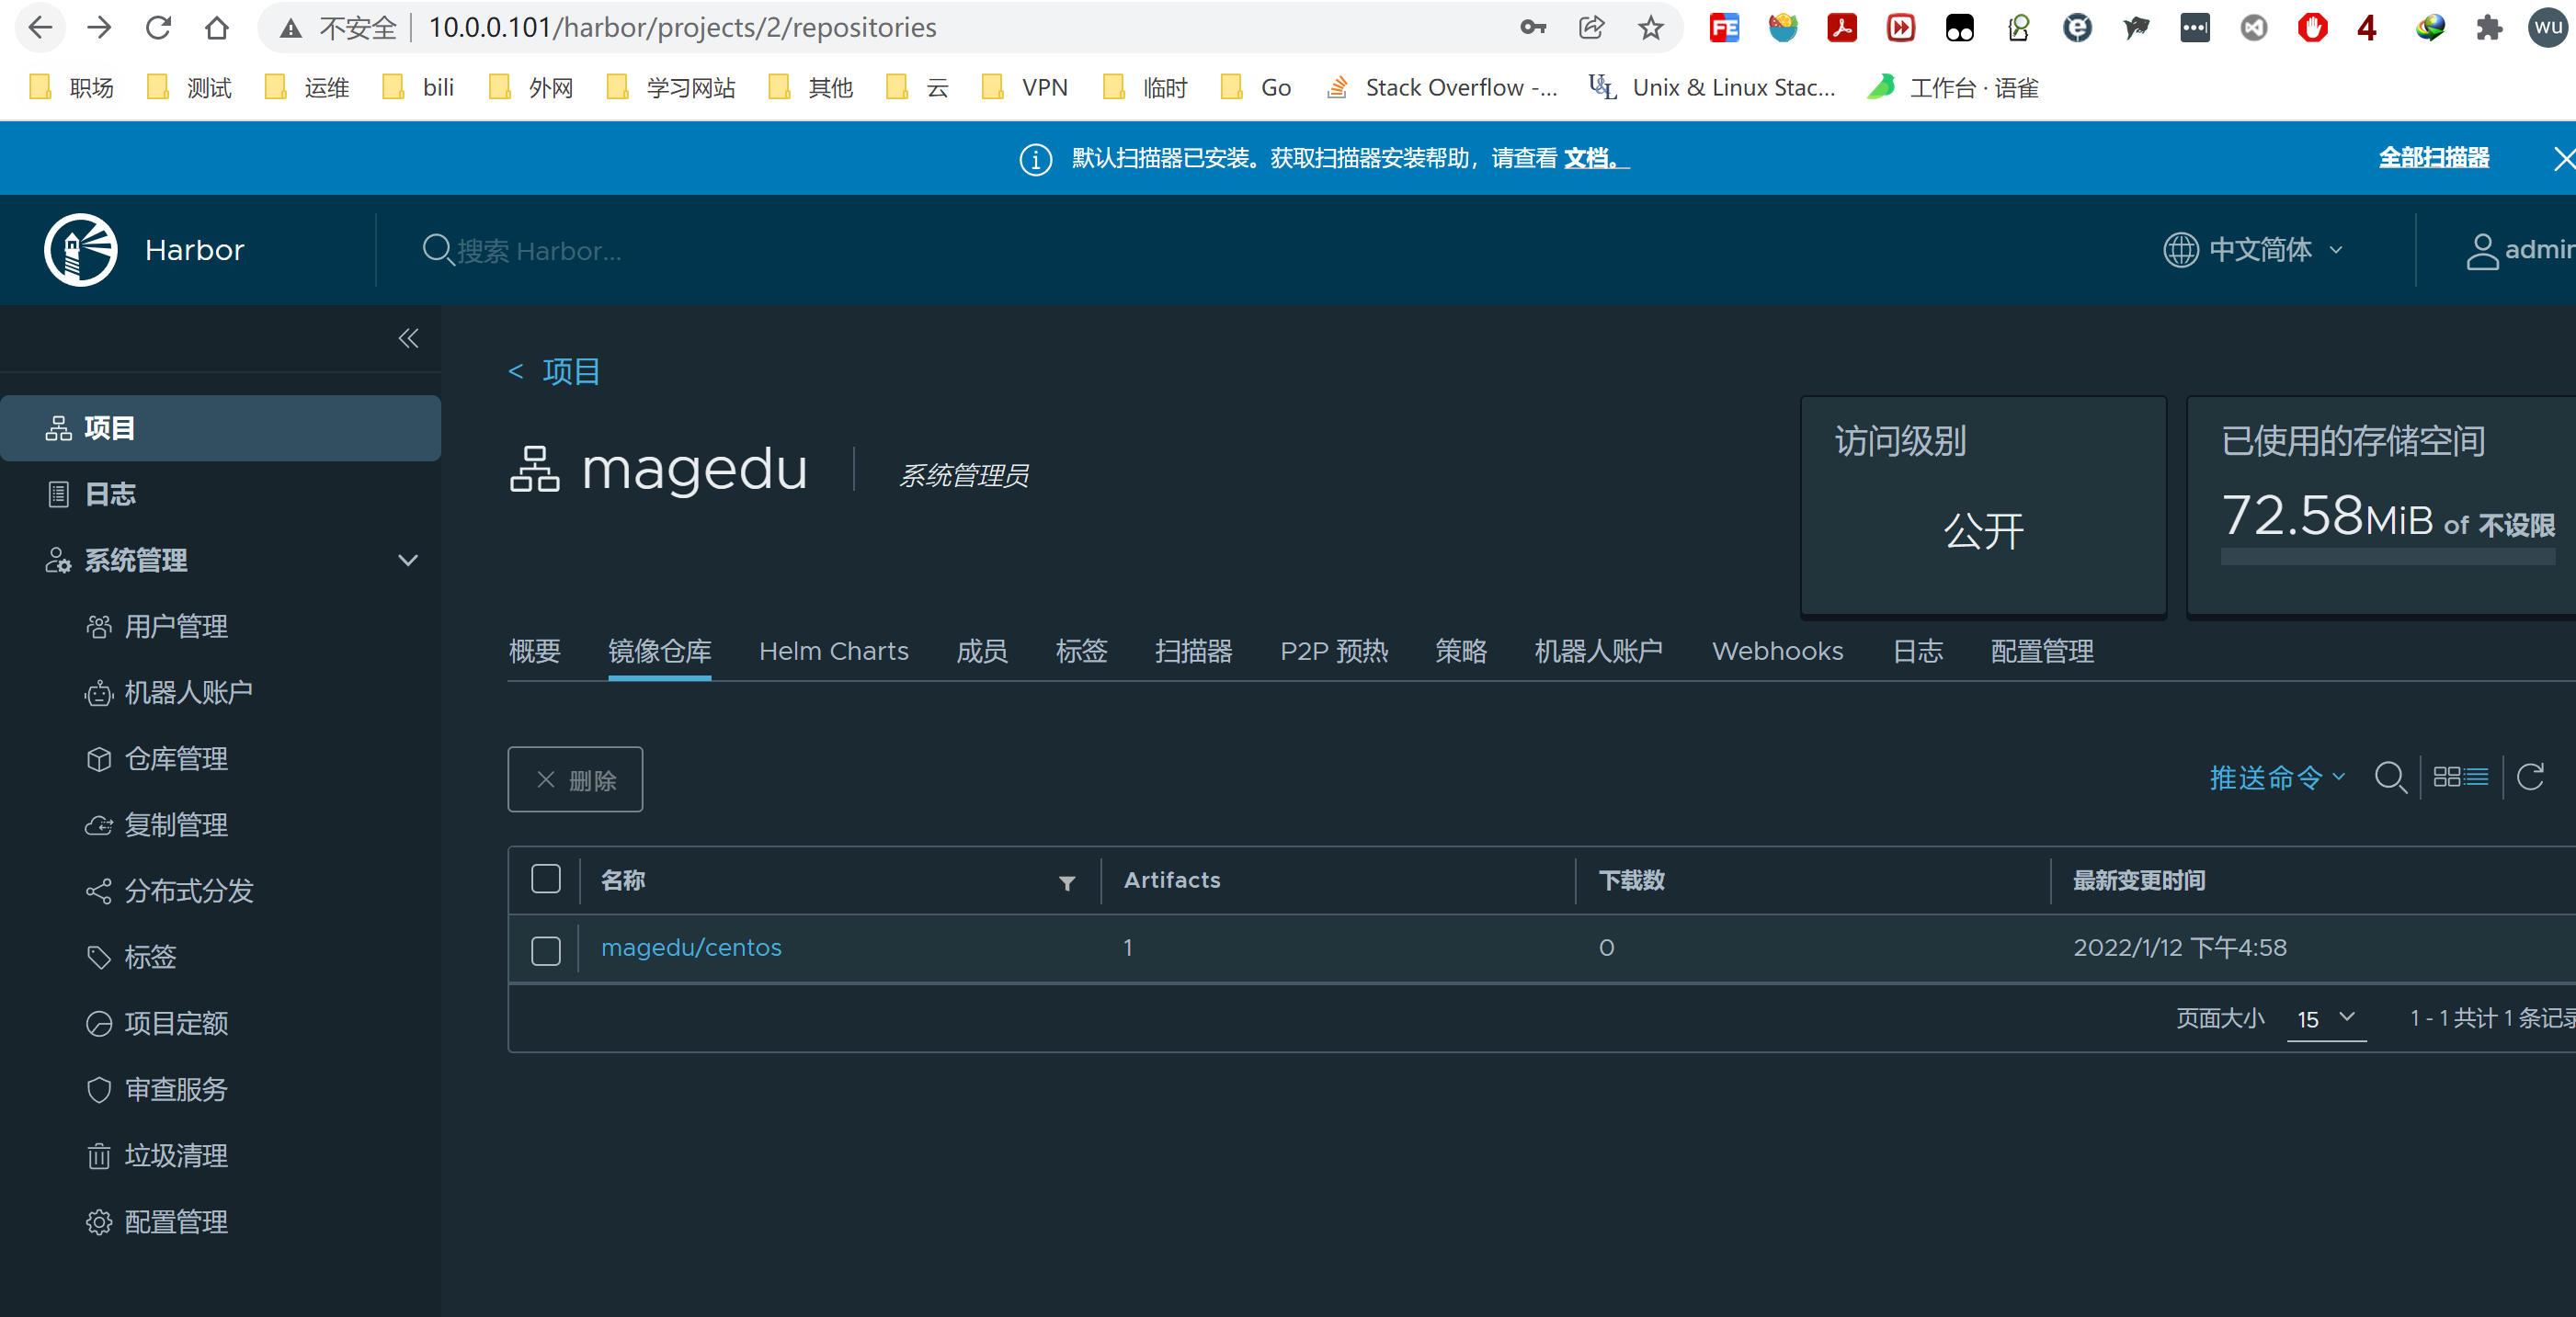 不安全 10.0.0.101/harbor/projects/2/repositories
FE 4 WU
职场 测试 运维 bili 外网 学习网站 其他 云 VPN 临时 Go Stack Overflow -... Unix & Linux Stac... 工作台 · 语雀
默认扫描器已安装。获取扫描器安装帮助，请查看 文档。 全部扫描器
Harbor 搜索 Harbor... 中文简体 admin
< 项目
项目
日志
系统管理
用户管理
机器人账户
仓库管理
复制管理
分布式分发
标签
项目定额
审查服务
垃圾清理
配置管理
magedu 系统管理员
访问级别
公开
已使用的存储空间
72.58MiB of 不设限
概要 镜像仓库 Helm Charts 成员 标签 扫描器 P2P 预热 策略 机器人账户 Webhooks 日志 配置管理
删除 推送命令
名称 Artifacts 下载数 最新变更时间
magedu/centos 1 0 2022/1/12 下午4:58
页面大小 15 1 - 1 共计 1 条记录